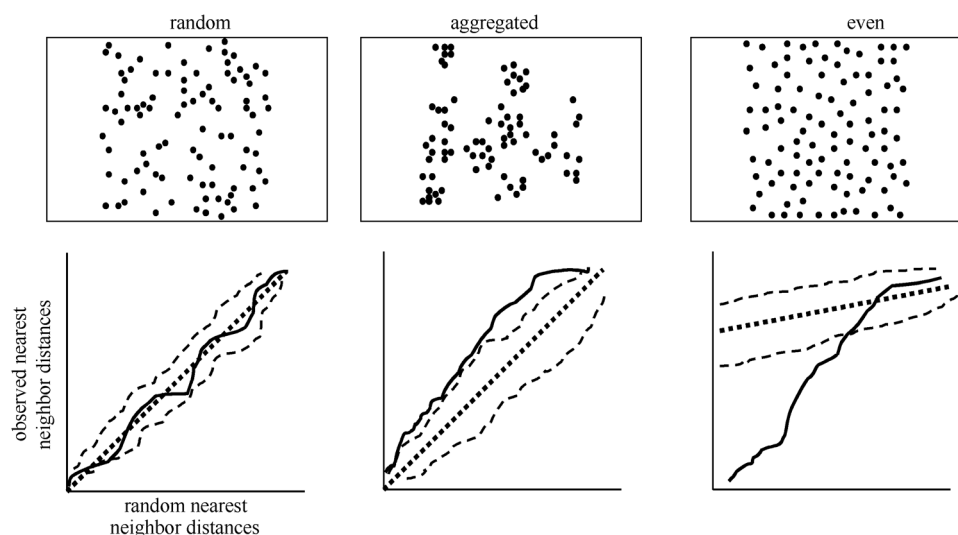 random
aggregated
even
observed nearest
neighbor distances
random nearest
neighbor distances